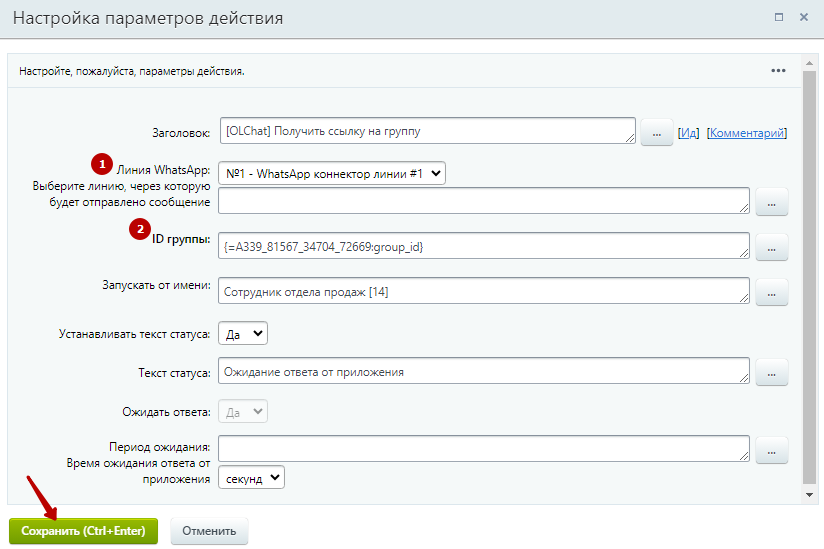 Настройка параметров действия
Настройте, пожалуйста, параметры действия.
Заголовок: [OLChat] Получить ссылку на группу ... [Ид] [Комментарий]
1 Линия WhatsApp: №1 - WhatsApp коннектор линии #1
Выберите линию, через которую
будет отправлено сообщение ...
2 ID группы: {=A339_81567_34704_72669:group_id} ...
Запускать от имени: Сотрудник отдела продаж [14] ...
Устанавливать текст статуса: Да
Текст статуса: Ожидание ответа от приложения ...
Ожидать ответа: Да
Период ожидания: ...
Время ожидания ответа от
приложения секунд
Сохранить (Ctrl+Enter) Отменить